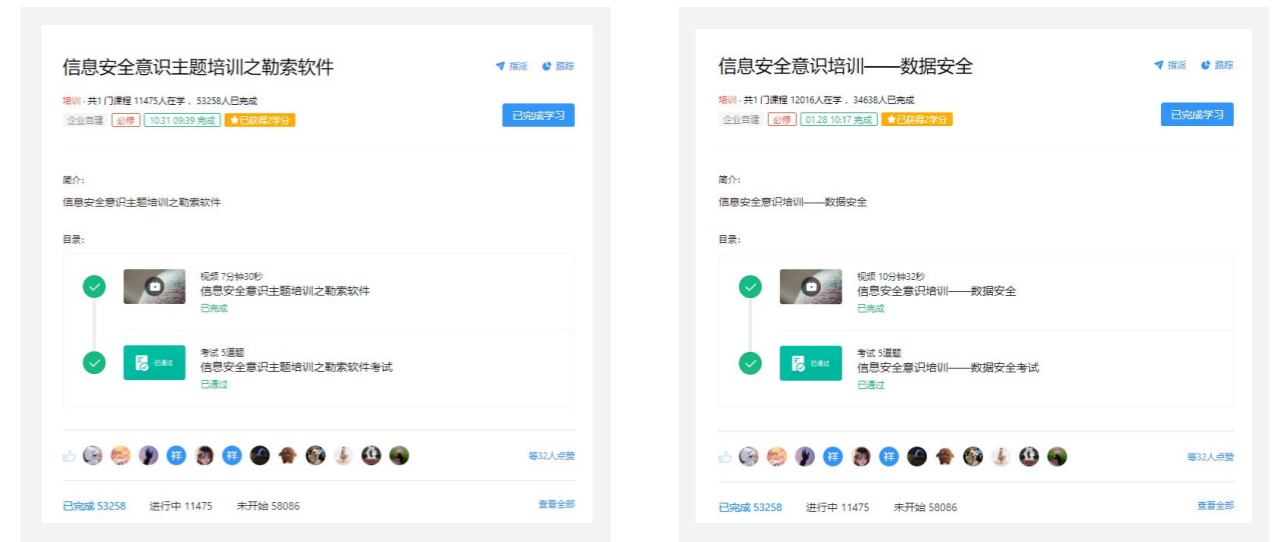 信息安全意识主题培训之勒索软件
指派 跟踪
培训 · 共1门课程 11475人在学，53258人已完成
企业自建 必修 10.31 09:39 完成 ★已获得2学分
已完成学习
简介：
信息安全意识主题培训之勒索软件
目录：
视频 7分钟30秒
信息安全意识主题培训之勒索软件
已完成
已通过
考试 5道题
信息安全意识主题培训之勒索软件考试
已通过
祥 祥
等32人点赞
已完成 53258 进行中 11475 未开始 58086
查看全部
信息安全意识培训——数据安全
指派 跟踪
培训 · 共1门课程 12016人在学，34638人已完成
企业自建 必修 01.28 10:17 完成 ★已获得2学分
已完成学习
简介：
信息安全意识培训——数据安全
目录：
视频 10分钟32秒
信息安全意识培训——数据安全
已完成
已通过
考试 5道题
信息安全意识培训——数据安全考试
已通过
祥 祥
等32人点赞
已完成 53258 进行中 11475 未开始 58086
查看全部